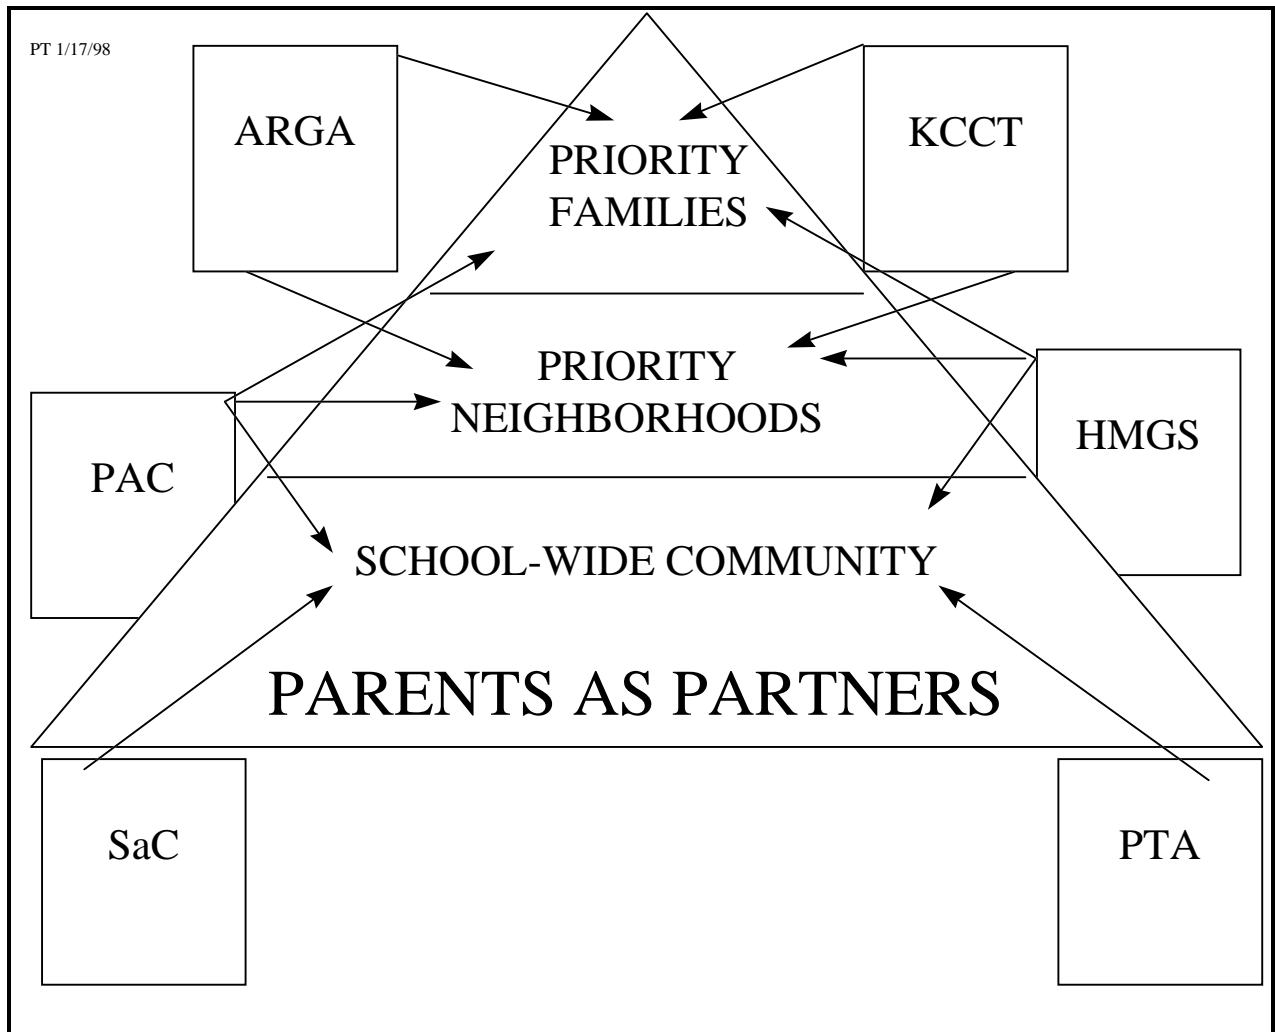 PT 1/17/98
ARGA
KCCT
PRIORITY
FAMILIES
PRIORITY
NEIGHBORHOODS
HMGS
PAC
SCHOOL-WIDE COMMUNITY
PARENTS AS PARTNERS
SaC
PTA